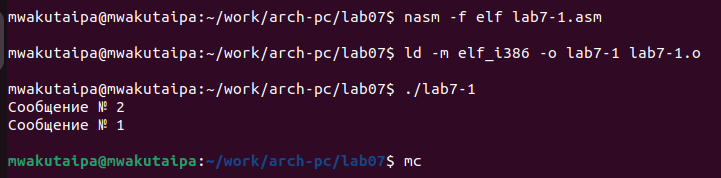 mwakutaipa@mwakutaipa:~/work/arch-pc/lab07$ nasm -f elf lab7-1.asm
mwakutaipa@mwakutaipa:~/work/arch-pc/lab07$ ld -m elf_i386 -o lab7-1 lab7-1.o
mwakutaipa@mwakutaipa:~/work/arch-pc/lab07$ ./lab7-1
Сообщение № 2
Сообщение № 1
mwakutaipa@mwakutaipa:~/work/arch-pc/lab07$ mc